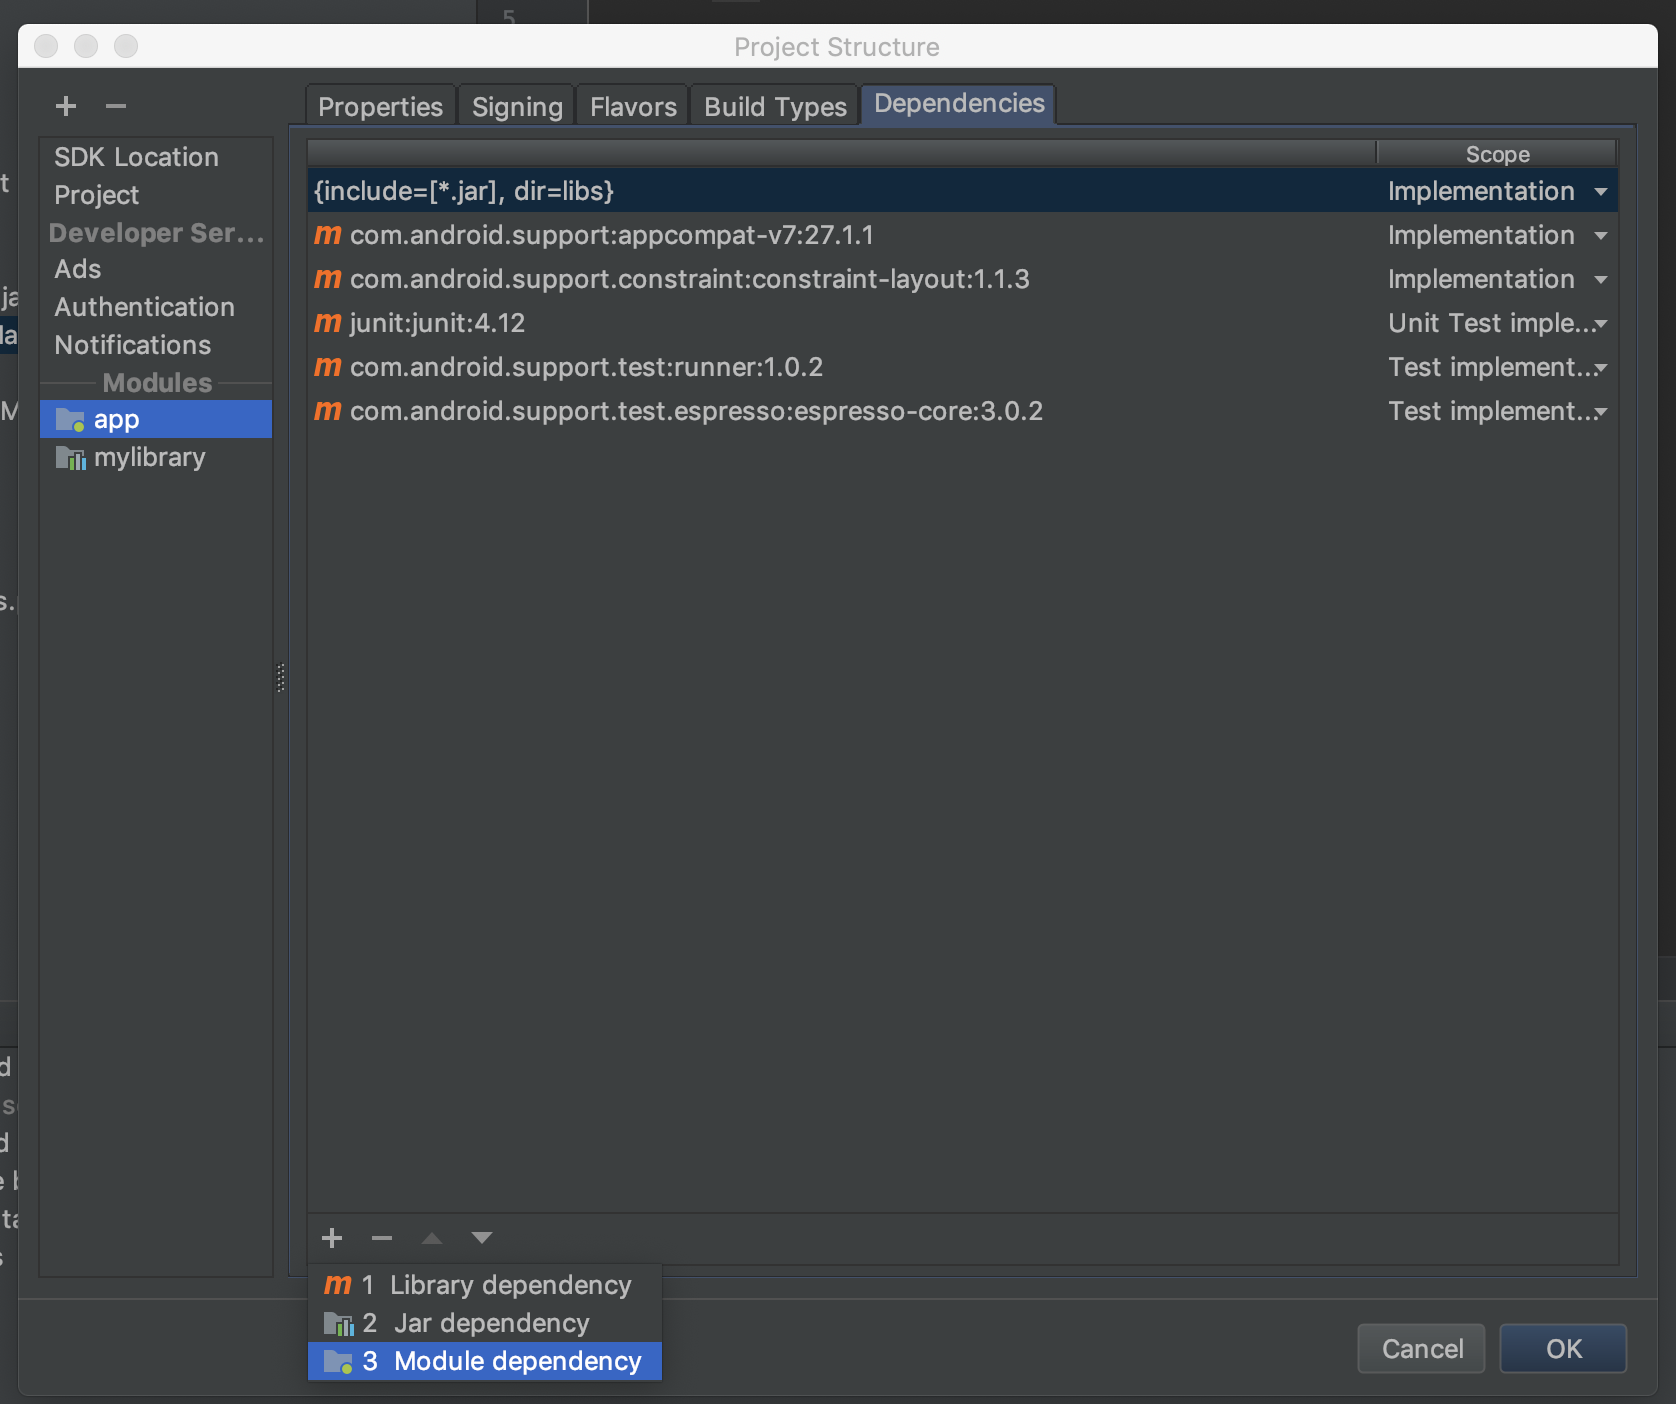 5
Project Structure
Properties Signing Flavors Build Types Dependencies
SDK Location
Project
Developer Ser...
Ads
Authentication
Notifications
Modules
app
mylibrary
Scope
{include=[*.jar], dir=libs} Implementation
m com.android.support:appcompat-v7:27.1.1 Implementation
m com.android.support.constraint:constraint-layout:1.1.3 Implementation
m junit:junit:4.12 Unit Test imple...
m com.android.support.test:runner:1.0.2 Test implement...
m com.android.support.test.espresso:espresso-core:3.0.2 Test implement...
m 1 Library dependency
2 Jar dependency
3 Module dependency
Cancel OK